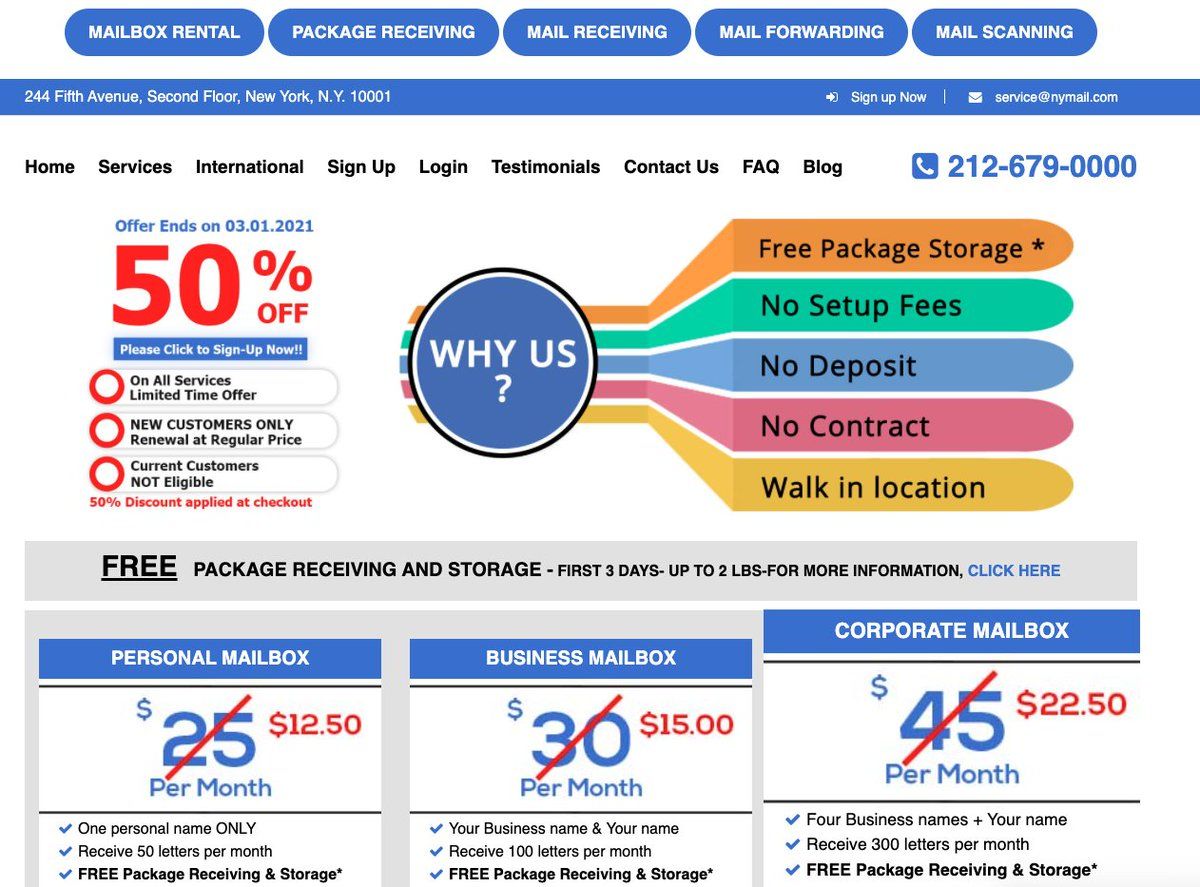 MAILBOX RENTAL
PACKAGE RECEIVING
MAIL RECEIVING
MAIL FORWARDING
MAIL SCANNING
244 Fifth Avenue, Second Floor, New York, N.Y. 10001
Sign up Now |
service@nymail.com
Home Services International Sign Up Login Testimonials Contact Us FAQ Blog
212-679-0000
Offer Ends on 03.01.2021
50%
OFF
Please Click to Sign-Up Now!!
On All Services
Limited Time Offer
NEW CUSTOMERS ONLY
Renewal at Regular Price
Current Customers
NOT Eligible
50% Discount applied at checkout
WHY US
?
Free Package Storage *
No Setup Fees
No Deposit
No Contract
Walk in location
FREE PACKAGE RECEIVING AND STORAGE - FIRST 3 DAYS- UP TO 2 LBS-FOR MORE INFORMATION, CLICK HERE
PERSONAL MAILBOX
$25 $12.50
Per Month
One personal name ONLY
Receive 50 letters per month
FREE Package Receiving & Storage*
BUSINESS MAILBOX
$30 $15.00
Per Month
Your Business name & Your name
Receive 100 letters per month
FREE Package Receiving & Storage*
CORPORATE MAILBOX
$45 $22.50
Per Month
Four Business names + Your name
Receive 300 letters per month
FREE Package Receiving & Storage*